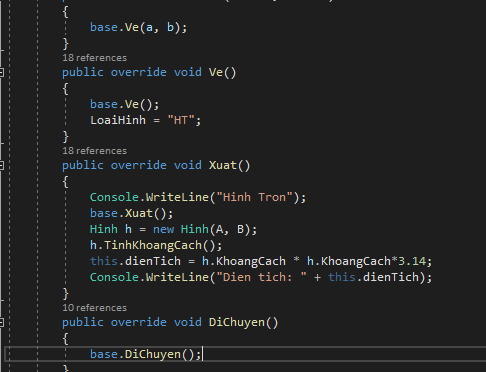 {
base.Ve(a, b);
}
18 references
public override void Ve()
{
base.Ve();
LoaiHinh = "HT";
}
18 references
public override void Xuat()
{
Console.WriteLine("Hinh Tron");
base.Xuat();
Hinh h = new Hinh(A, B);
h.TinhKhoangCach();
this.dienTich = h.KhoangCach * h.KhoangCach*3.14;
Console.WriteLine("Dien tich: " + this.dienTich);
}
10 references
public override void DiChuyen()
{
base.DiChuyen();
}